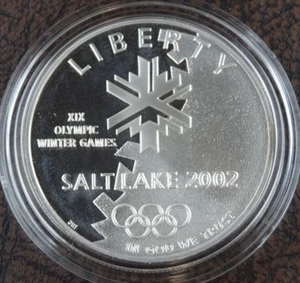 LIBERTY
XIX
OLYMPIC
WINTER GAMES
SALT LAKE 2002
IN GOD WE TRUST